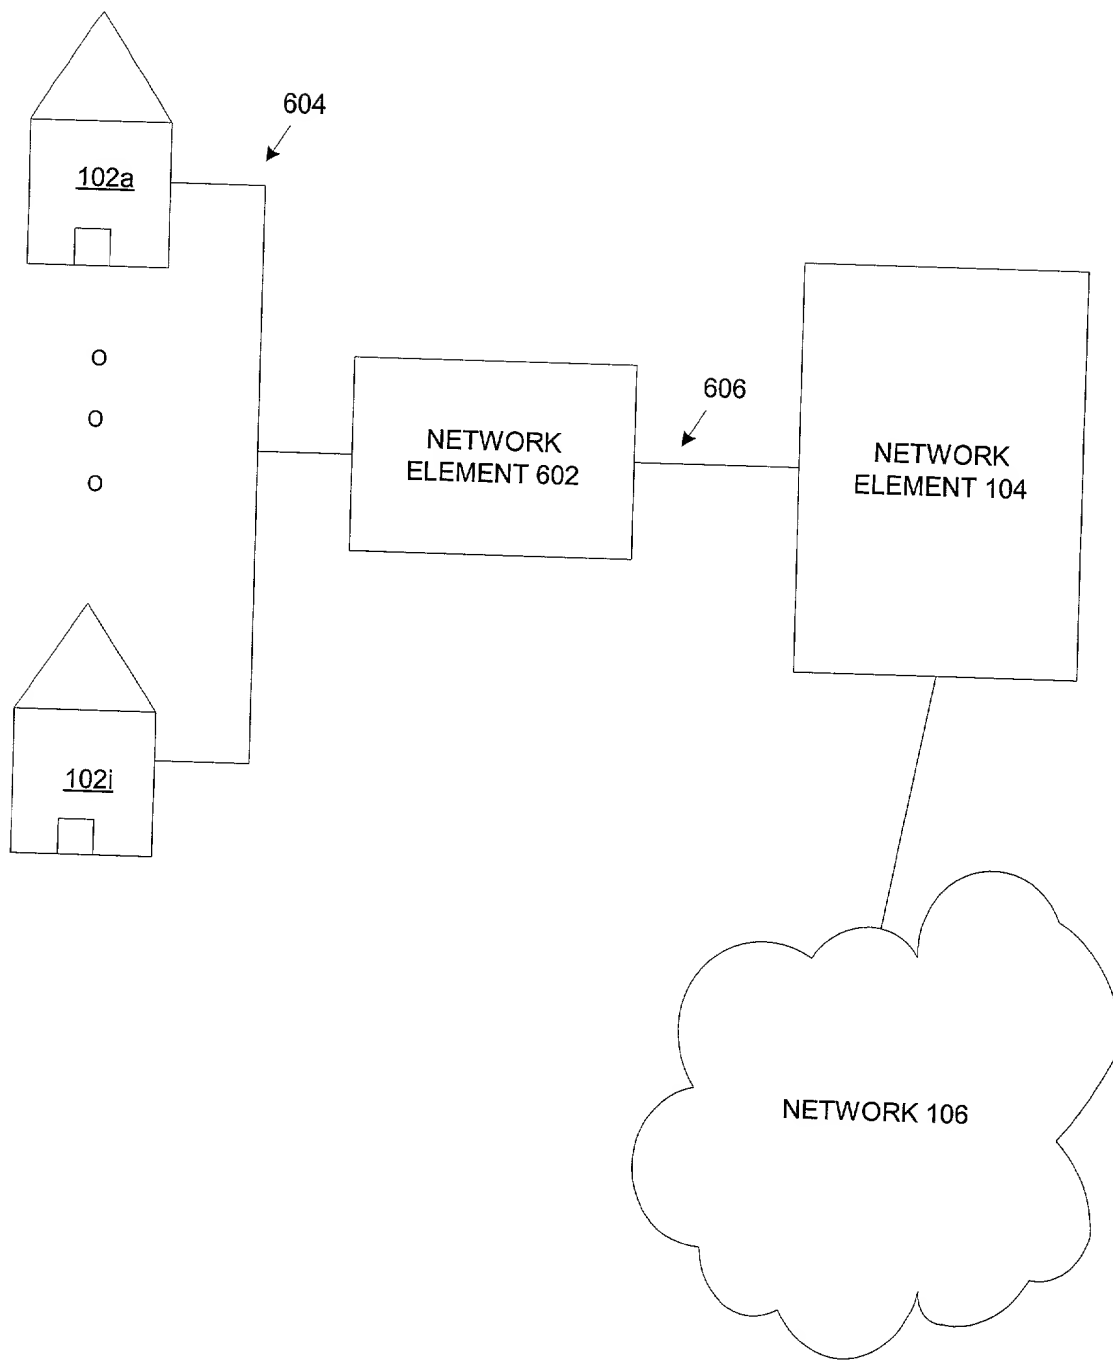 604
102a
o
o
o
606
NETWORK
ELEMENT 602
NETWORK
ELEMENT 104
102i
NETWORK 106